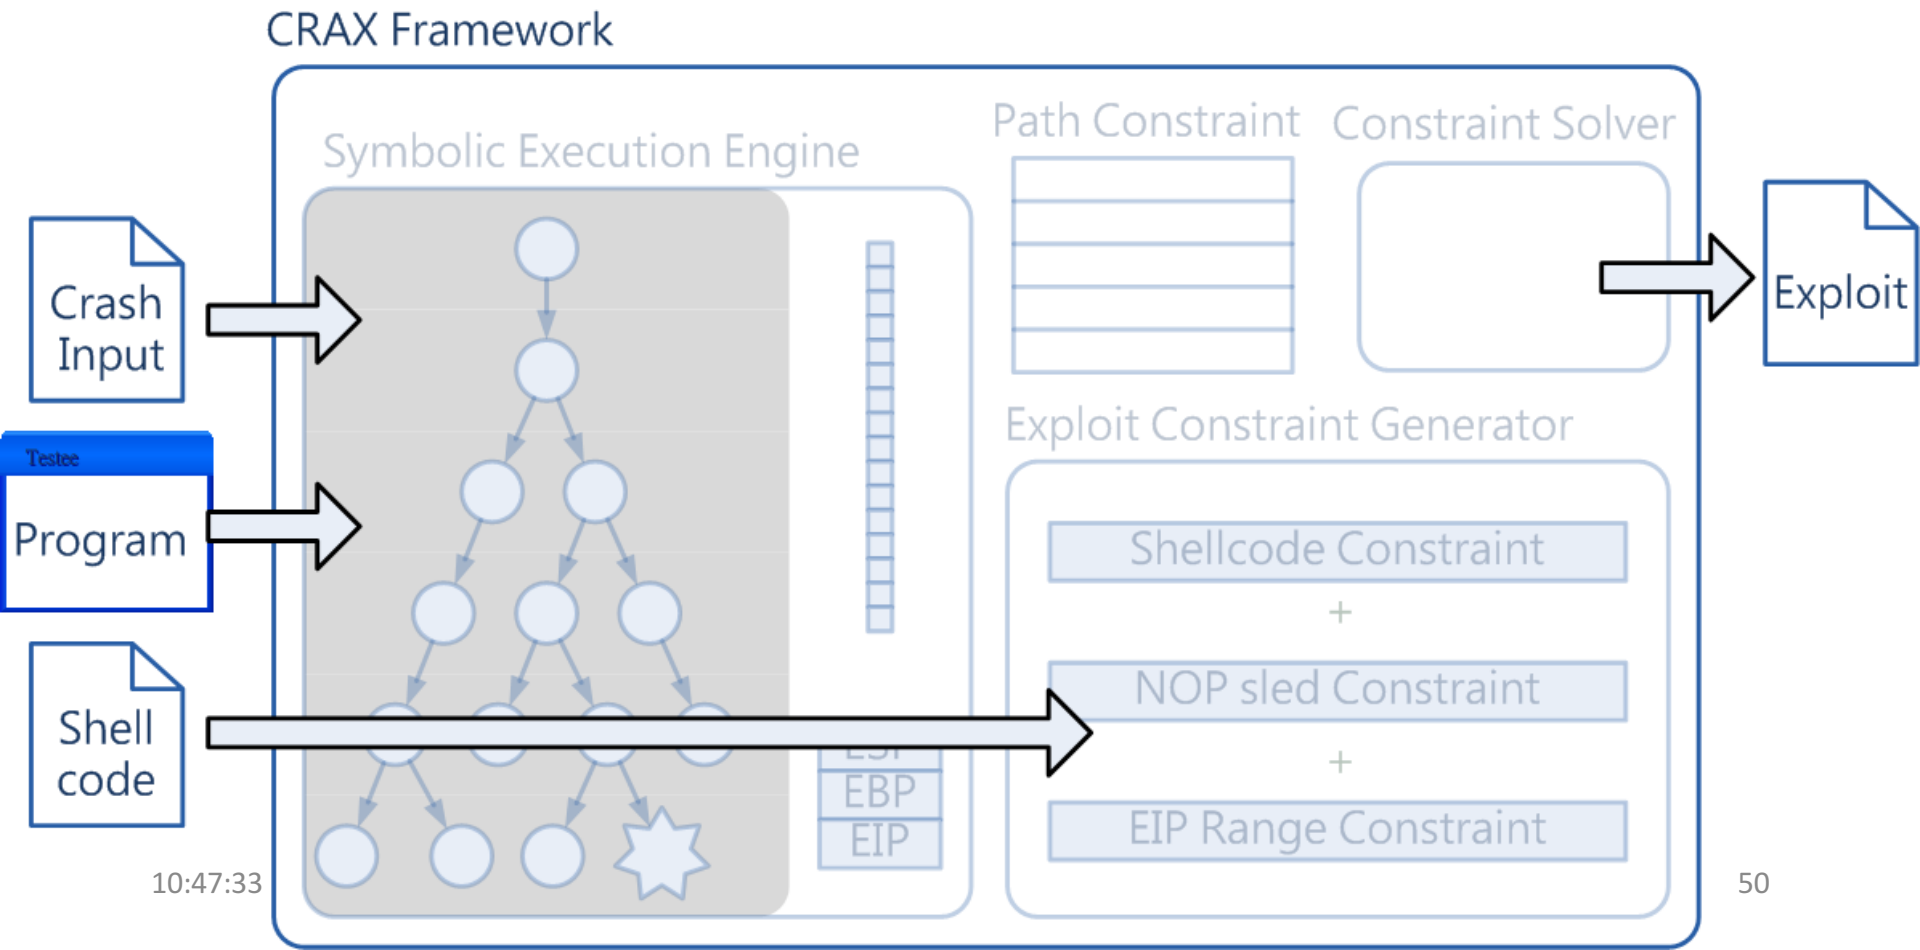 CRAX Framework
Symbolic Execution Engine
Path Constraint
Constraint Solver
Crash
Input
Exploit
Testee
Program
Exploit Constraint Generator
Shellcode Constraint
+
NOP sled Constraint
+
EIP Range Constraint
Shell
code
ESP
EBP
EIP
10:47:33
50